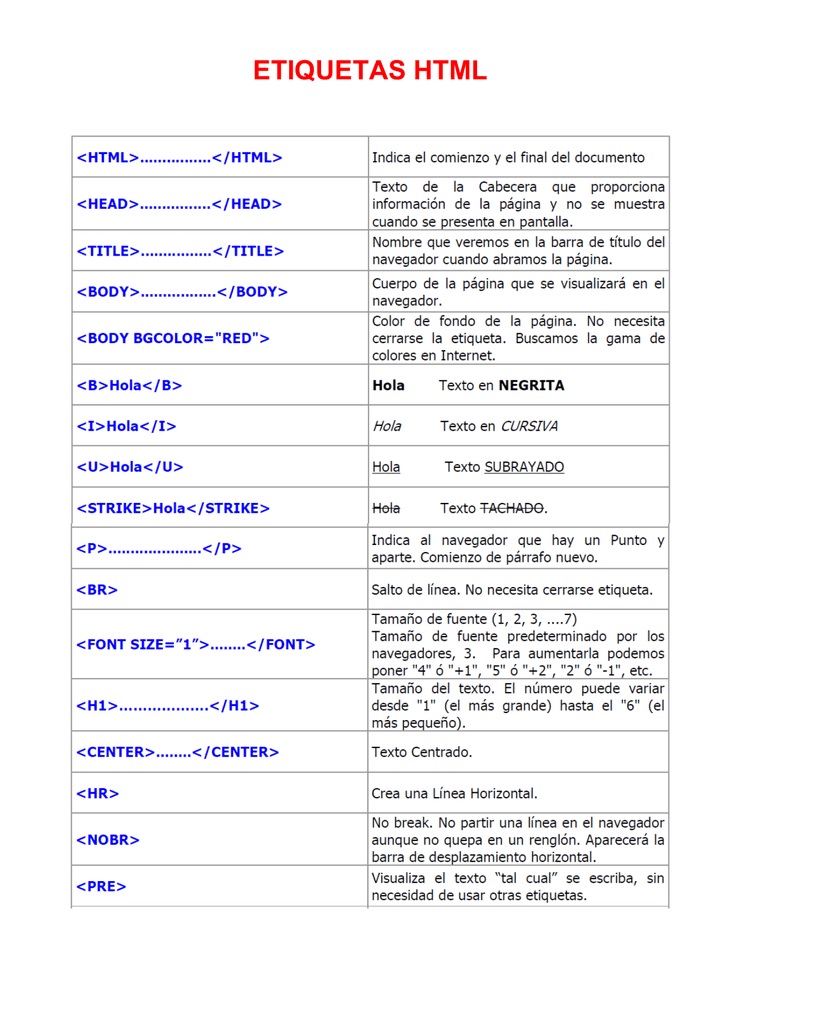 ETIQUETAS HTML
<HTML>................</HTML>
Indica el comienzo y el final del documento
<HEAD>................</HEAD>
Texto de la Cabecera que proporciona
información de la página y no se muestra
cuando se presenta en pantalla.
<TITLE>................</TITLE>
Nombre que veremos en la barra de título del
navegador cuando abramos la página.
<BODY>.................</BODY>
Cuerpo de la página que se visualizará en el
navegador.
<BODY BGCOLOR="RED">
Color de fondo de la página. No necesita
cerrarse la etiqueta. Buscamos la gama de
colores en Internet.
<B>Hola</B>
Hola Texto en NEGRITA
<I>Hola</I>
Hola Texto en CURSIVA
<U>Hola</U>
Hola Texto SUBRAYADO
<STRIKE>Hola</STRIKE>
Hola Texto TACHADO.
<P>.....................</P>
Indica al navegador que hay un Punto y
aparte. Comienzo de párrafo nuevo.
<BR>
Salto de línea. No necesita cerrarse etiqueta.
<FONT SIZE=”1”>........</FONT>
Tamaño de fuente (1, 2, 3, ....7)
Tamaño de fuente predeterminado por los
navegadores, 3. Para aumentarla podemos
poner "4" ó "+1", "5" ó "+2", "2" ó "-1", etc.
<H1>...................</H1>
Tamaño del texto. El número puede variar
desde "1" (el más grande) hasta el "6" (el
más pequeño).
<CENTER>........</CENTER>
Texto Centrado.
<HR>
Crea una Línea Horizontal.
<NOBR>
No break. No partir una línea en el navegador
aunque no quepa en un renglón. Aparecerá la
barra de desplazamiento horizontal.
<PRE>
Visualiza el texto “tal cual” se escriba, sin
necesidad de usar otras etiquetas.